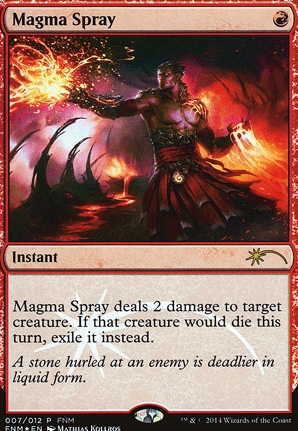 Magma Spray
Instant
Magma Spray deals 2 damage to target
creature. If that creature would die this
turn, exile it instead.
A stone hurled at an enemy is deadlier in
liquid form.
007/012 P FNM
FNM★EN Mathias Kollros
™ & © 2014 Wizards of the Coast